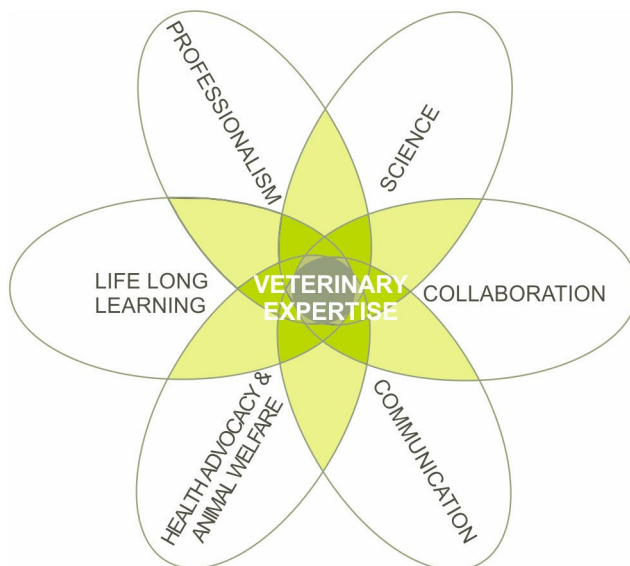 PROFESSIONALISM
SCIENCE
LIFE LONG
LEARNING
VETERINARY
EXPERTISE
COLLABORATION
HEALTH ADVOCACY &
ANIMAL WELFARE
COMMUNICATION